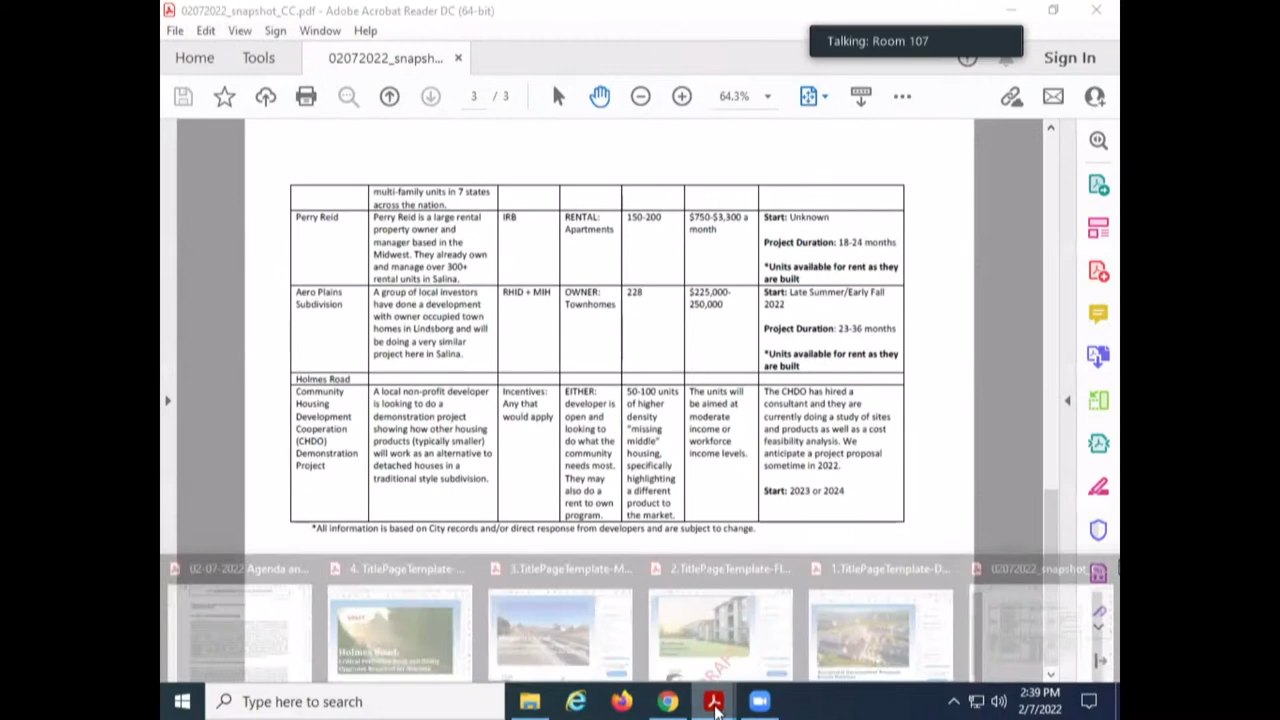 02072022_snapshot_CC.pdf - Adobe Acrobat Reader DC (64-bit)
Talking: Room 107
File Edit View Sign Window Help
Home Tools 02072022_snapsh... Sign In
3 / 3 64.3%
multi-family units in 7 states
across the nation.
Perry Reid
Perry Reid is a large rental
property owner and
manager based in the
Midwest. They already own
and manage over 300+
rental units in Salina.
IRB
RENTAL:
Apartments
150-200
$750-$3,300 a
month
Start: Unknown
Project Duration: 18-24 months
*Units available for rent as they
are built
Aero Plains
Subdivision
A group of local investors
have done a development
with owner occupied town
homes in Lindsborg and will
be doing a very similar
project here in Salina.
RHID + MIH
OWNER:
Townhomes
228
$225,000-
250,000
Start: Late Summer/Early Fall
2022
Project Duration: 23-36 months
*Units available for rent as they
are built
Holmes Road
Community
Housing
Development
Cooperation
(CHDO)
Demonstration
Project
A local non-profit developer
is looking to do a
demonstration project
showing how other housing
products (typically smaller)
will work as an alternative to
detached houses in a
traditional style subdivision.
Incentives:
Any that
would apply
EITHER:
developer is
open and
looking to
do what the
community
needs most.
They may
also do a
rent to own
program.
50-100 units
of higher
density
"missing
middle"
housing,
specifically
highlighting
a different
product to
the market.
The units will
be aimed at
moderate
income or
workforce
income levels.
The CHDO has hired a
consultant and they are
currently doing a study of sites
and products as well as a cost
feasibility analysis. We
anticipate a project proposal
sometime in 2022.
Start: 2023 or 2024
*All information is based on City records and/or direct response from developers and are subject to change.
02-07-2022 Agenda an... 4. TitlePageTemplate-... 3.TitlePageTemplate-M... 2.TitlePageTemplate-Fl... 1.TitlePageTemplate-D... 02072022_snapshot_
Holmes Road:
Type here to search
2:39 PM
2/7/2022